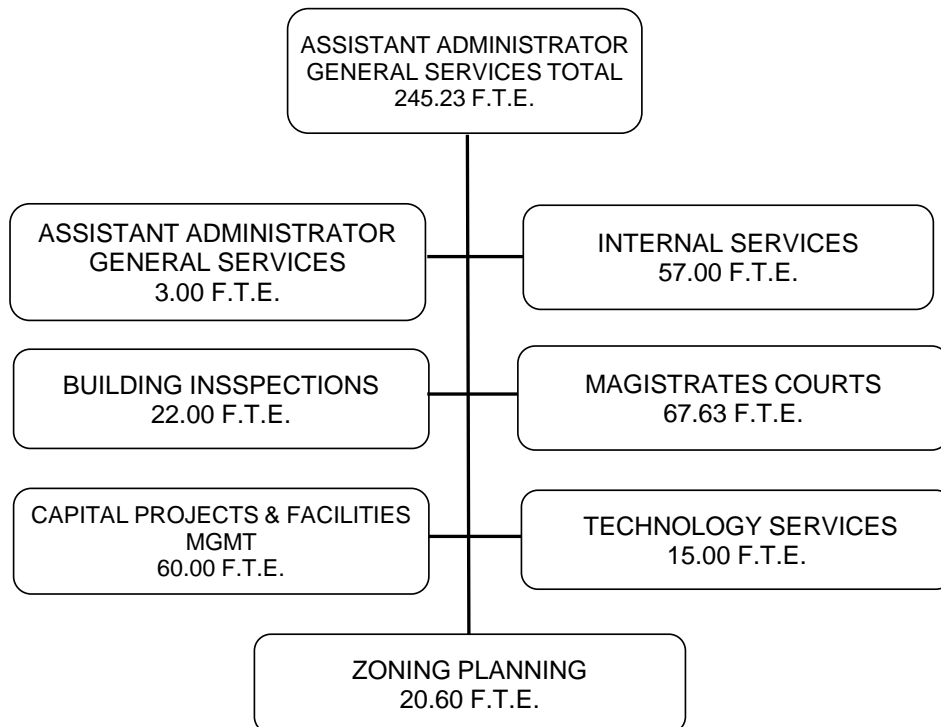 ASSISTANT ADMINISTRATOR
GENERAL SERVICES TOTAL
245.23 F.T.E.
ASSISTANT ADMINISTRATOR
GENERAL SERVICES
3.00 F.T.E.
INTERNAL SERVICES
57.00 F.T.E.
BUILDING INSSPECTIONS
22.00 F.T.E.
MAGISTRATES COURTS
67.63 F.T.E.
CAPITAL PROJECTS & FACILITIES
MGMT
60.00 F.T.E.
TECHNOLOGY SERVICES
15.00 F.T.E.
ZONING PLANNING
20.60 F.T.E.